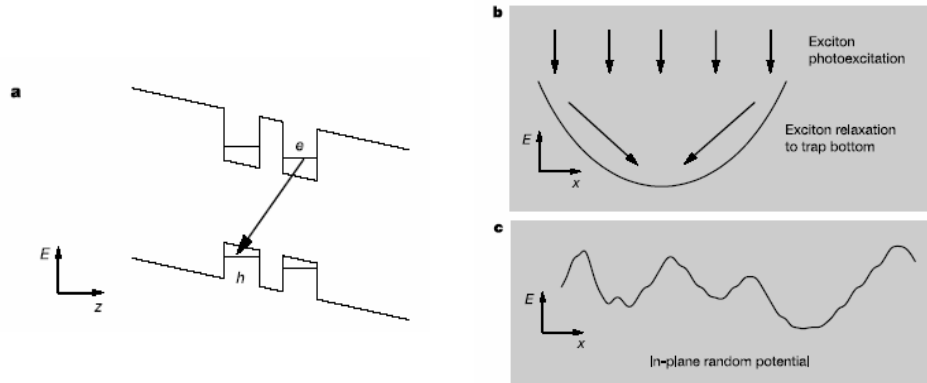 a
e
h
E
z
b
Exciton
photoexcitation
Exciton relaxation
to trap bottom
E
x
c
E
x
In-plane random potential